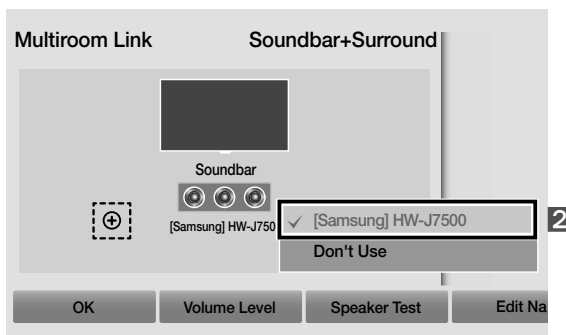 Multiroom Link Soundbar+Surround
Soundbar
[Samsung] HW-J750
[Samsung] HW-J7500
2
Don't Use
OK Volume Level Speaker Test Edit Na